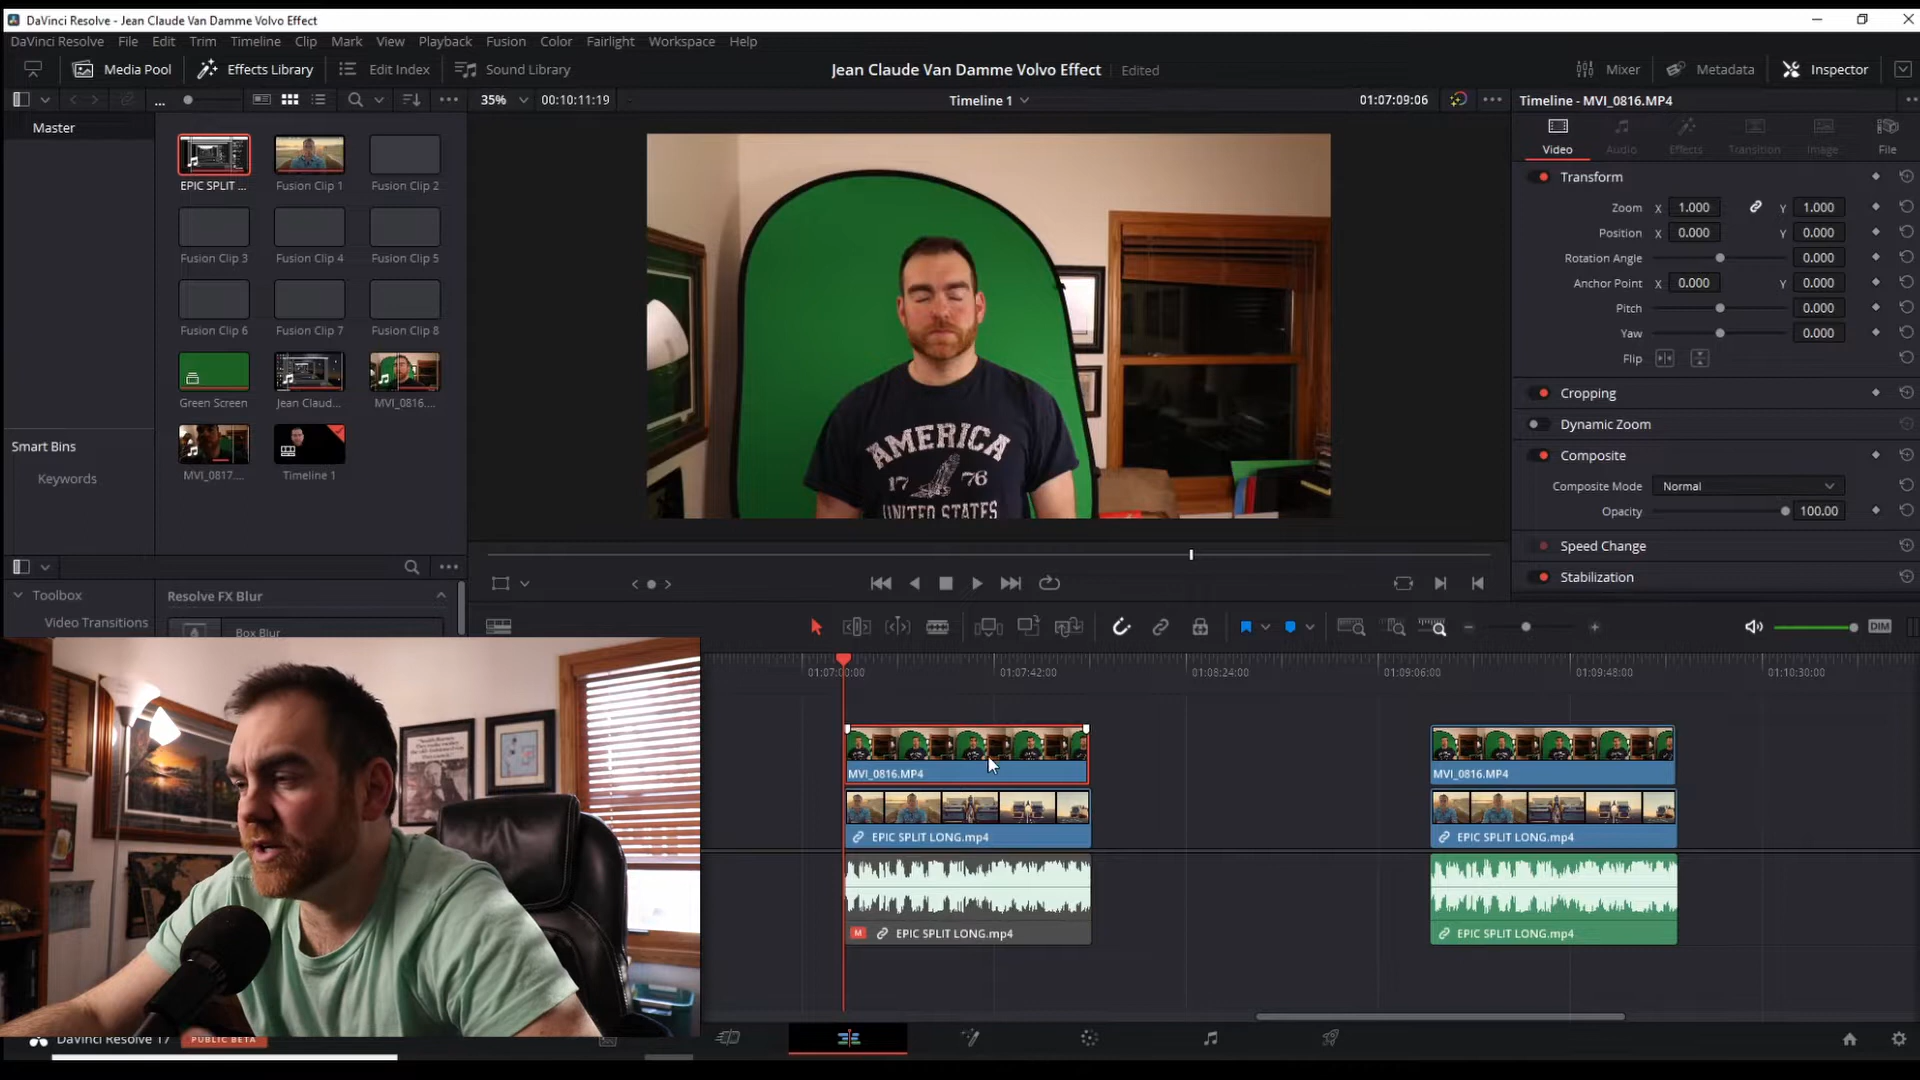 DaVinci Resolve - Jean Claude Van Damme Volvo Effect
DaVinci Resolve File Edit Trim Timeline Clip Mark View Playback Fusion Color Fairlight Workspace Help
Media Pool Effects Library Edit Index Sound Library Jean Claude Van Damme Volvo Effect Edited Mixer Metadata Inspector
... 35% 00:10:11:19 Timeline 1 01:07:09:06 Timeline - MVI_0816.MP4
Master
Video Audio Effects Transition Image File
EPIC SPLIT ... Fusion Clip 1 Fusion Clip 2
Fusion Clip 3 Fusion Clip 4 Fusion Clip 5
Fusion Clip 6 Fusion Clip 7 Fusion Clip 8
Green Screen Jean Claud... MVI_0816....
MVI_0817.... Timeline 1
Smart Bins
Keywords
Transform
Zoom X 1.000 Y 1.000
Position X 0.000 Y 0.000
Rotation Angle 0.000
Anchor Point X 0.000 Y 0.000
Pitch 0.000
Yaw 0.000
Flip
Cropping
Dynamic Zoom
Composite
Composite Mode Normal
Opacity 100.00
Speed Change
Stabilization
AMERICA
17 76
UNITED STATES
Toolbox
Video Transitions
Resolve FX Blur
Box Blur
DIM
01:07:00:00 01:07:42:00 01:08:24:00 01:09:06:00 01:09:48:00 01:10:30:00
MVI_0816.MP4 MVI_0816.MP4
EPIC SPLIT LONG.mp4 EPIC SPLIT LONG.mp4
M EPIC SPLIT LONG.mp4 EPIC SPLIT LONG.mp4
DaVinci Resolve 17 PUBLIC BETA